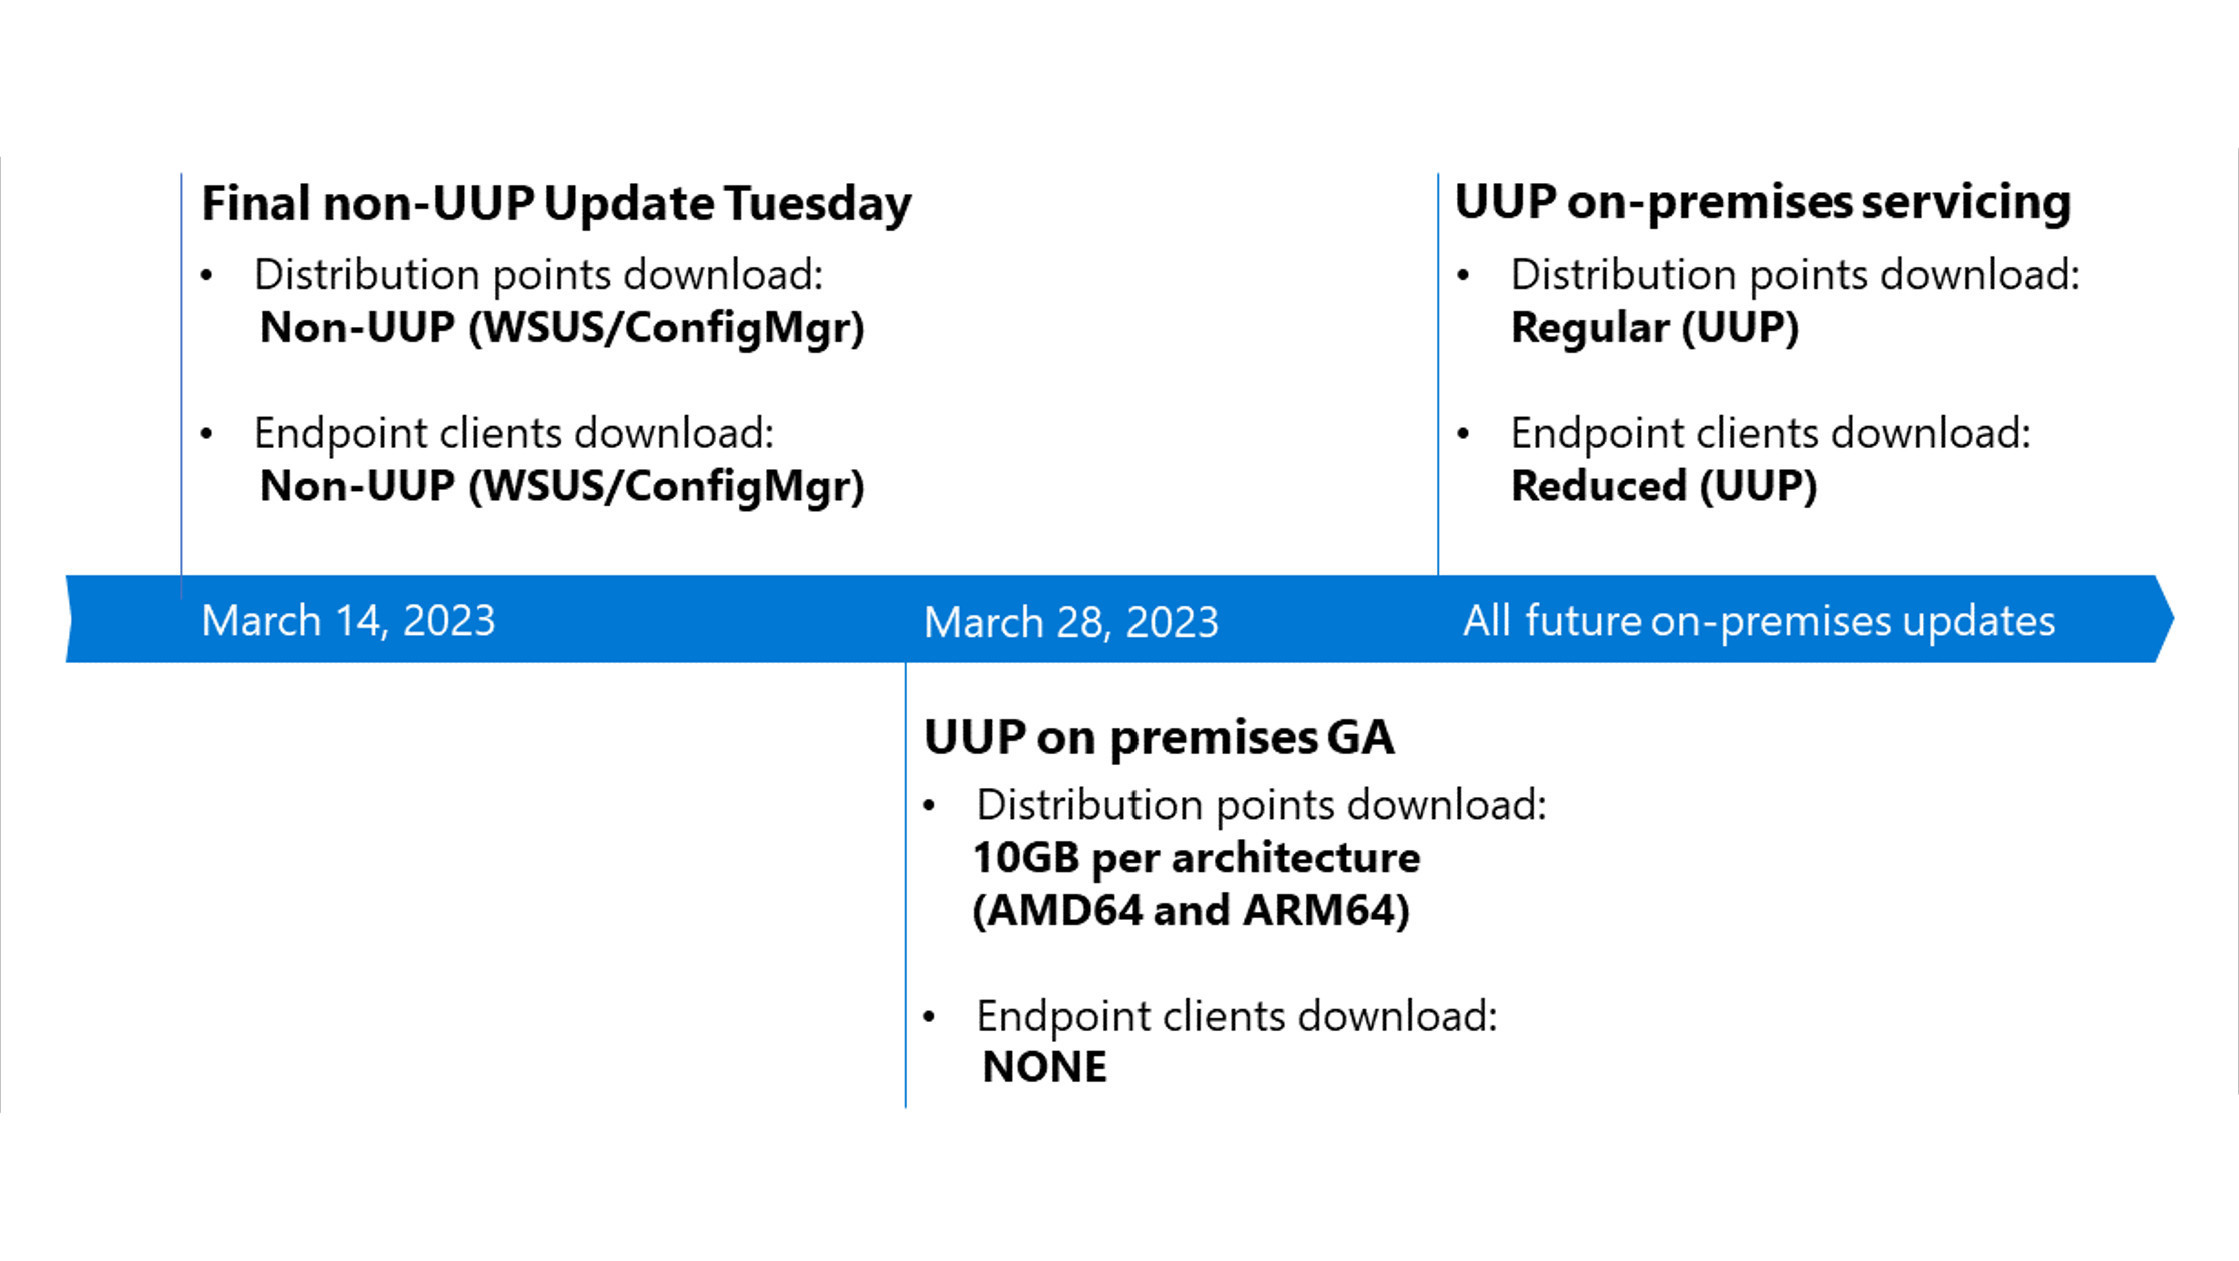 Final non-UUP Update Tuesday
• Distribution points download:
Non-UUP (WSUS/ConfigMgr)
• Endpoint clients download:
Non-UUP (WSUS/ConfigMgr)
UUP on-premises servicing
• Distribution points download:
Regular (UUP)
• Endpoint clients download:
Reduced (UUP)
March 14, 2023
March 28, 2023
All future on-premises updates
UUP on premises GA
• Distribution points download:
10GB per architecture
(AMD64 and ARM64)
• Endpoint clients download:
NONE